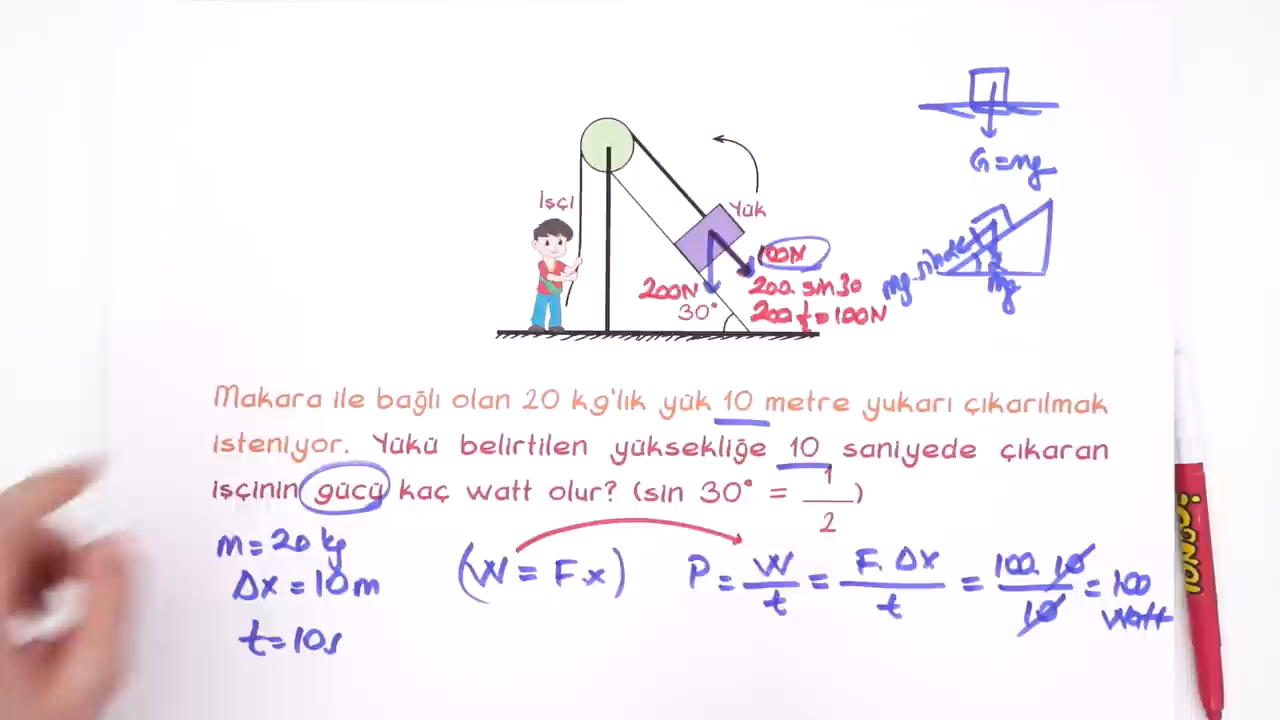 G=mg
İşçi
Yük
100N
mg.sinα
mg
200N
200. sin30
30°
200 1/2=100N
Makara ile bağlı olan 20 kg'lık yük 10 metre yukarı çıkarılmak
isteniyor. Yükü belirtilen yüksekliğe 10 saniyede çıkaran
işçinin gücü kaç watt olur? (sin 30° = 1/2)
m=20 kg
Δx=10m
t=10s
(W=F.x)
P= W/t = F.Δx/t = 100.10/10 = 100
Watt